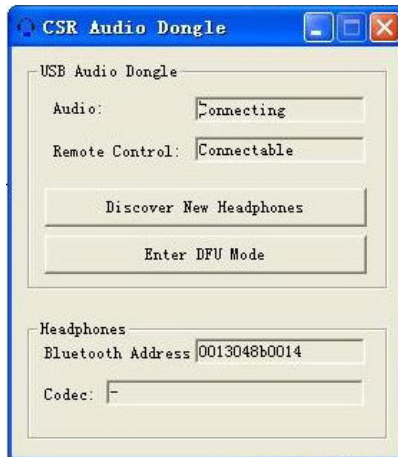 CSR Audio Dongle
USB Audio Dongle
Audio: Connecting
Remote Control: Connectable
Discover New Headphones
Enter DFU Mode
Headphones
Bluetooth Address 0013048b0014
Codec: -